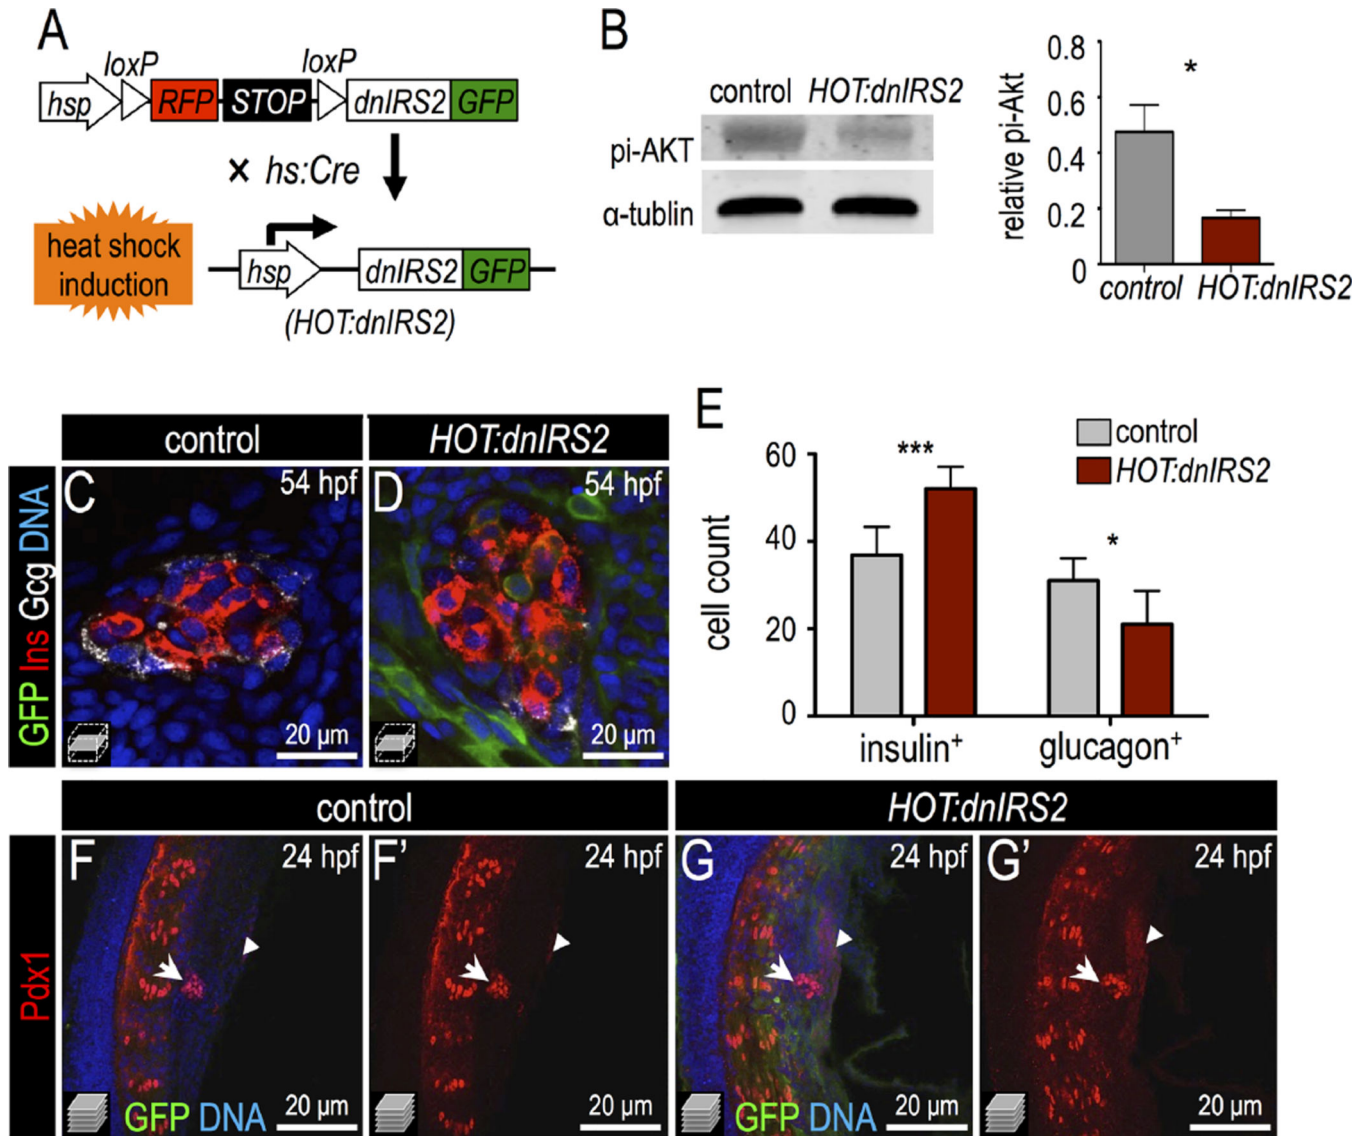 A
loxP
loxP
hsp RFP STOP dnIRS2 GFP
× hs:Cre
heat shock
induction
hsp dnIRS2 GFP
(HOT:dnIRS2)
B
control HOT:dnIRS2
pi-AKT
α-tublin
relative pi-Akt
0.8
0.6
0.4
0.2
0
*
control HOT:dnIRS2
control HOT:dnIRS2
GFP Ins Gcg DNA
C 54 hpf
20 µm
D 54 hpf
20 µm
E
control
HOT:dnIRS2
cell count
60
40
20
0
***
*
insulin⁺ glucagon⁺
control HOT:dnIRS2
Pdx1
F 24 hpf
GFP DNA 20 µm
F' 24 hpf
20 µm
G 24 hpf
GFP DNA 20 µm
G' 24 hpf
20 µm